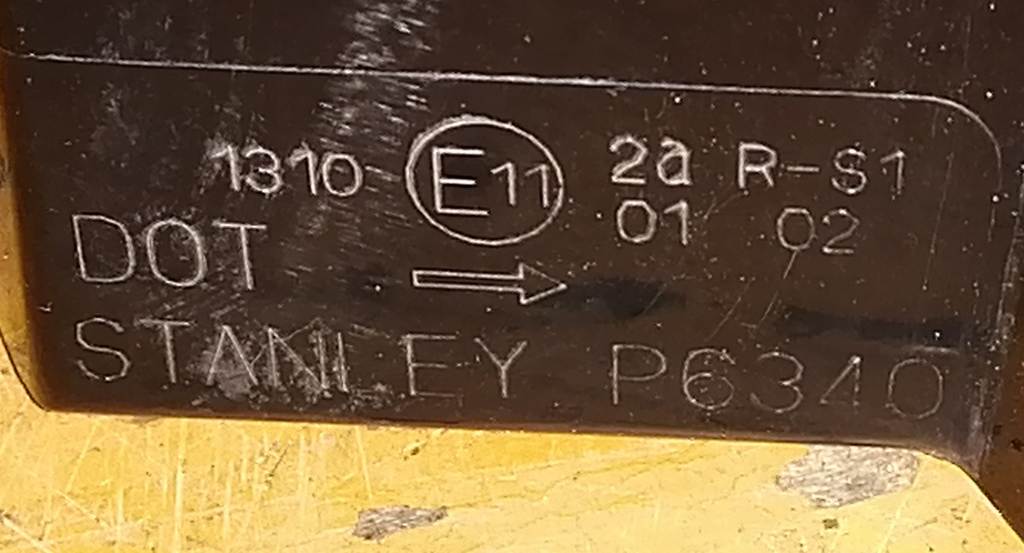 1310 E11 2a R-S1
01 02
DOT →
STANLEY P6340